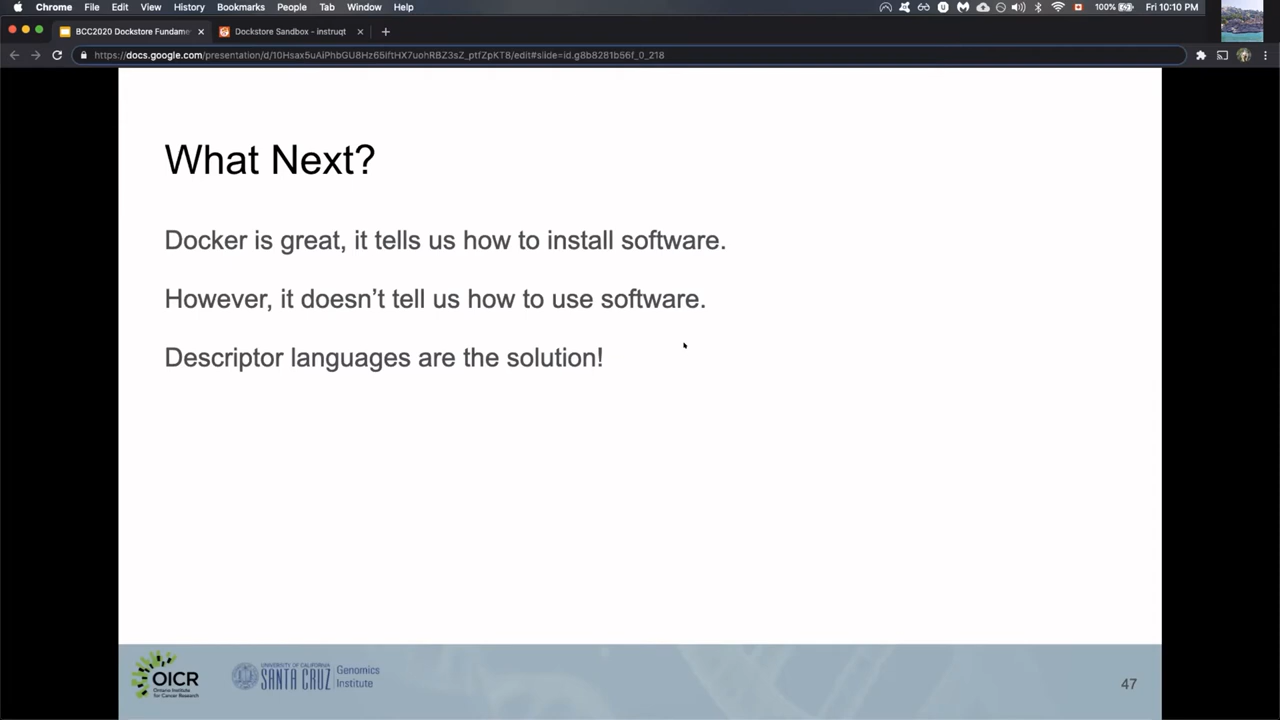 Chrome File Edit View History Bookmarks People Tab Window Help 100% Fri 10:10 PM
BCC2020 Dockstore Fundame Dockstore Sandbox - instruqt
https://docs.google.com/presentation/d/10Hsax5uAiPhbGU8Hz65iftHX7uohRBZ3sZ_ptfZpKT8/edit#slide=id.g8b8281b56f_0_218
What Next?
Docker is great, it tells us how to install software.
However, it doesn’t tell us how to use software.
Descriptor languages are the solution!
OICR
Ontario Institute
for Cancer Research
UNIVERSITY OF CALIFORNIA
SANTA CRUZ
Genomics
Institute
47